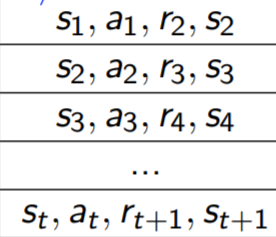 s₁, a₁, r₂, s₂
s₂, a₂, r₃, s₃
s₃, a₃, r₄, s₄
...
sₜ, aₜ, rₜ₊₁, sₜ₊₁